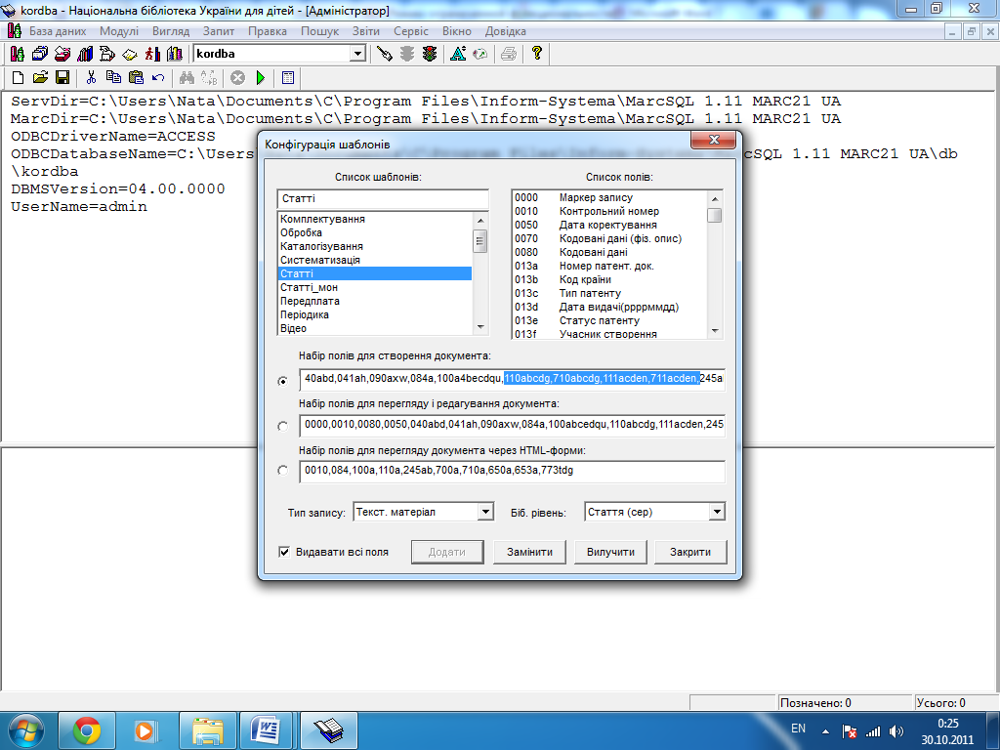 kordba - Національна бібліотека України для дітей - [Адміністратор]
База даних Модулі Вигляд Запит Правка Пошук Звіти Сервіс Вікно Довідка
kordba
ServDir=C:\Users\Nata\Documents\C\Program Files\Inform-Systema\MarcSQL 1.11 MARC21 UA
MarcDir=C:\Users\Nata\Documents\C\Program Files\Inform-Systema\MarcSQL 1.11 MARC21 UA
ODBCDriverName=ACCESS
ODBCDatabaseName=C:\Users
cSQL 1.11 MARC21 UA\db
\kordba
DBMSVersion=04.00.0000
UserName=admin
Конфігурація шаблонів
Список шаблонів:
Статті
Комплектування
Обробка
Каталогізування
Систематизація
Статті
Статті_мон
Передплата
Періодика
Відео
Список полів:
0000 Маркер запису
0010 Контрольний номер
0050 Дата коректування
0070 Кодовані дані (фіз. опис)
0080 Кодовані дані
013a Номер патент. док.
013b Код країни
013c Тип патенту
013d Дата видачі(ррррммдд)
013e Статус патенту
013f Учасник створення
Набір полів для створення документа:
40abd,041ah,090axw,084a,100a4becdqu,110abcdg,710abcdg,111acden,711acden,245a
Набір полів для перегляду і редагування документа:
0000,0010,0080,0050,040abd,041ah,090axw,084a,100abcedqu,110abcdg,111acden,245
Набір полів для перегляду документа через HTML-форми:
0010,084,100a,110a,245ab,700a,710a,650a,653a,773tdg
Тип запису: Текст. матеріал Біб. рівень: Стаття (сер)
Видавати всі поля Додати Замінити Вилучити Закрити
Позначено: 0 Усього: 0
EN 0:25
30.10.2011